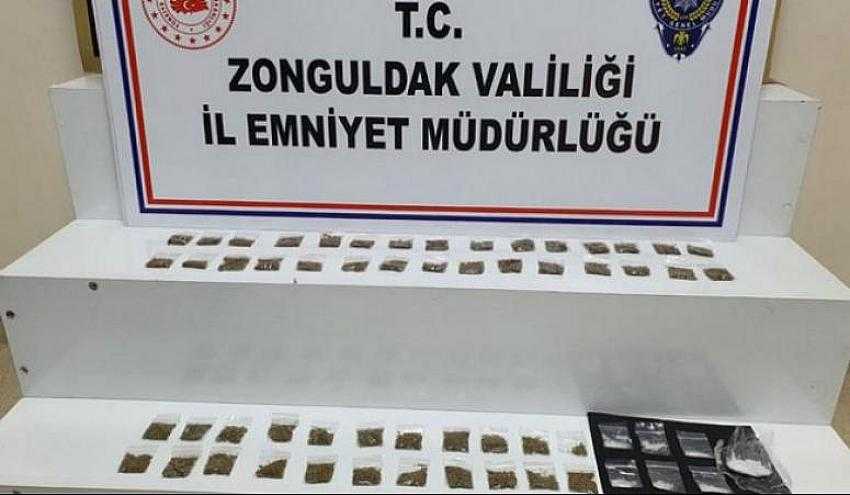 T.C.
ZONGULDAK VALİLİĞİ
İL EMNİYET MÜDÜRLÜĞÜ